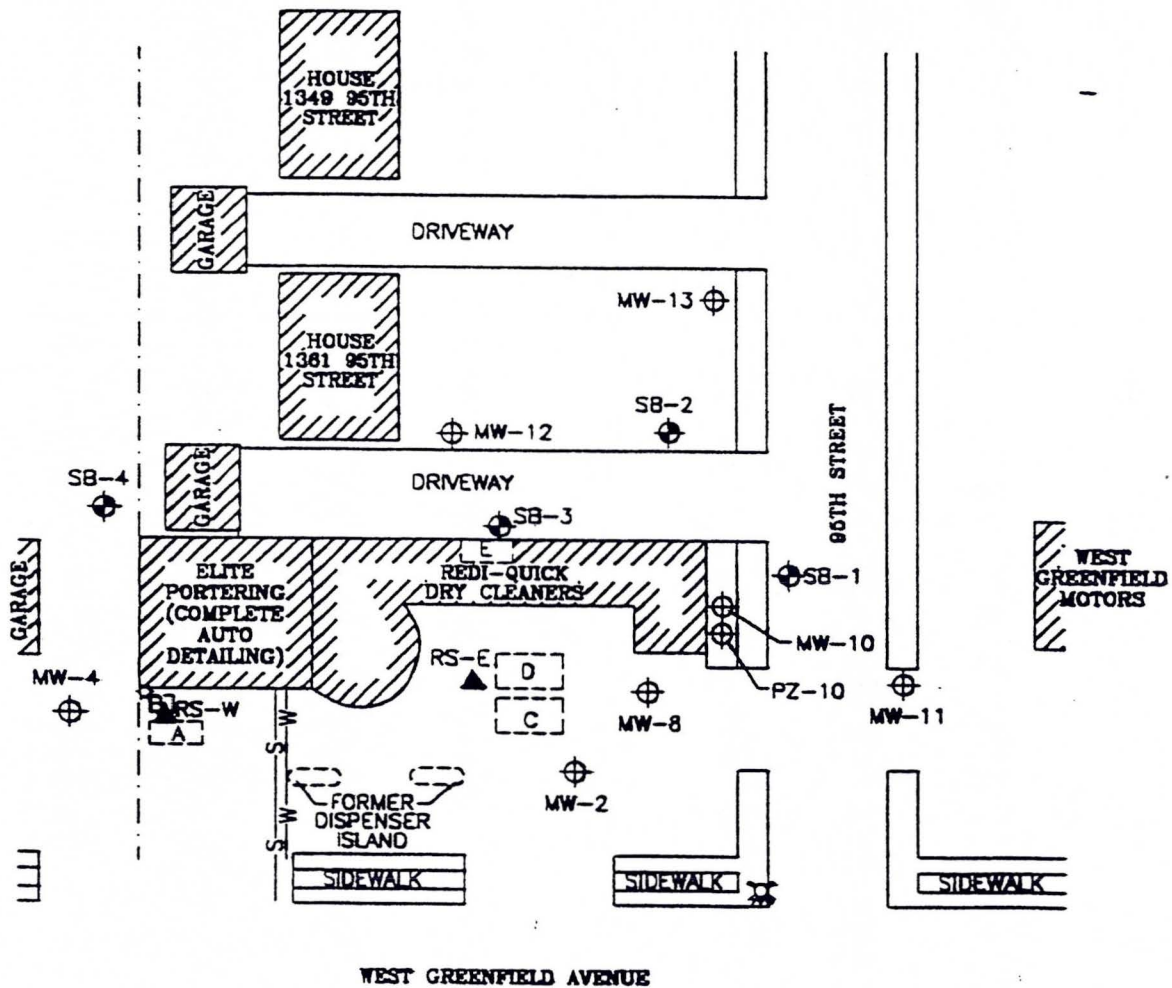 HOUSE
1349 95TH
STREET
GARAGE
DRIVEWAY
MW-13
HOUSE
1361 95TH
STREET
MW-12
SB-2
95TH STREET
SB-4
GARAGE
DRIVEWAY
SB-3
E
GARAGE
ELITE
PORTERING
(COMPLETE
AUTO
DETAILING)
REDI-QUICK
DRY CLEANERS
SB-1
WEST
GREENFIELD
MOTORS
MW-10
PZ-10
MW-4
RS-E
D
C
MW-8
MW-11
B
RS-W
A
S
W
S
W
MW-2
FORMER
DISPENSER
ISLAND
SIDEWALK
SIDEWALK
SIDEWALK
WEST GREENFIELD AVENUE